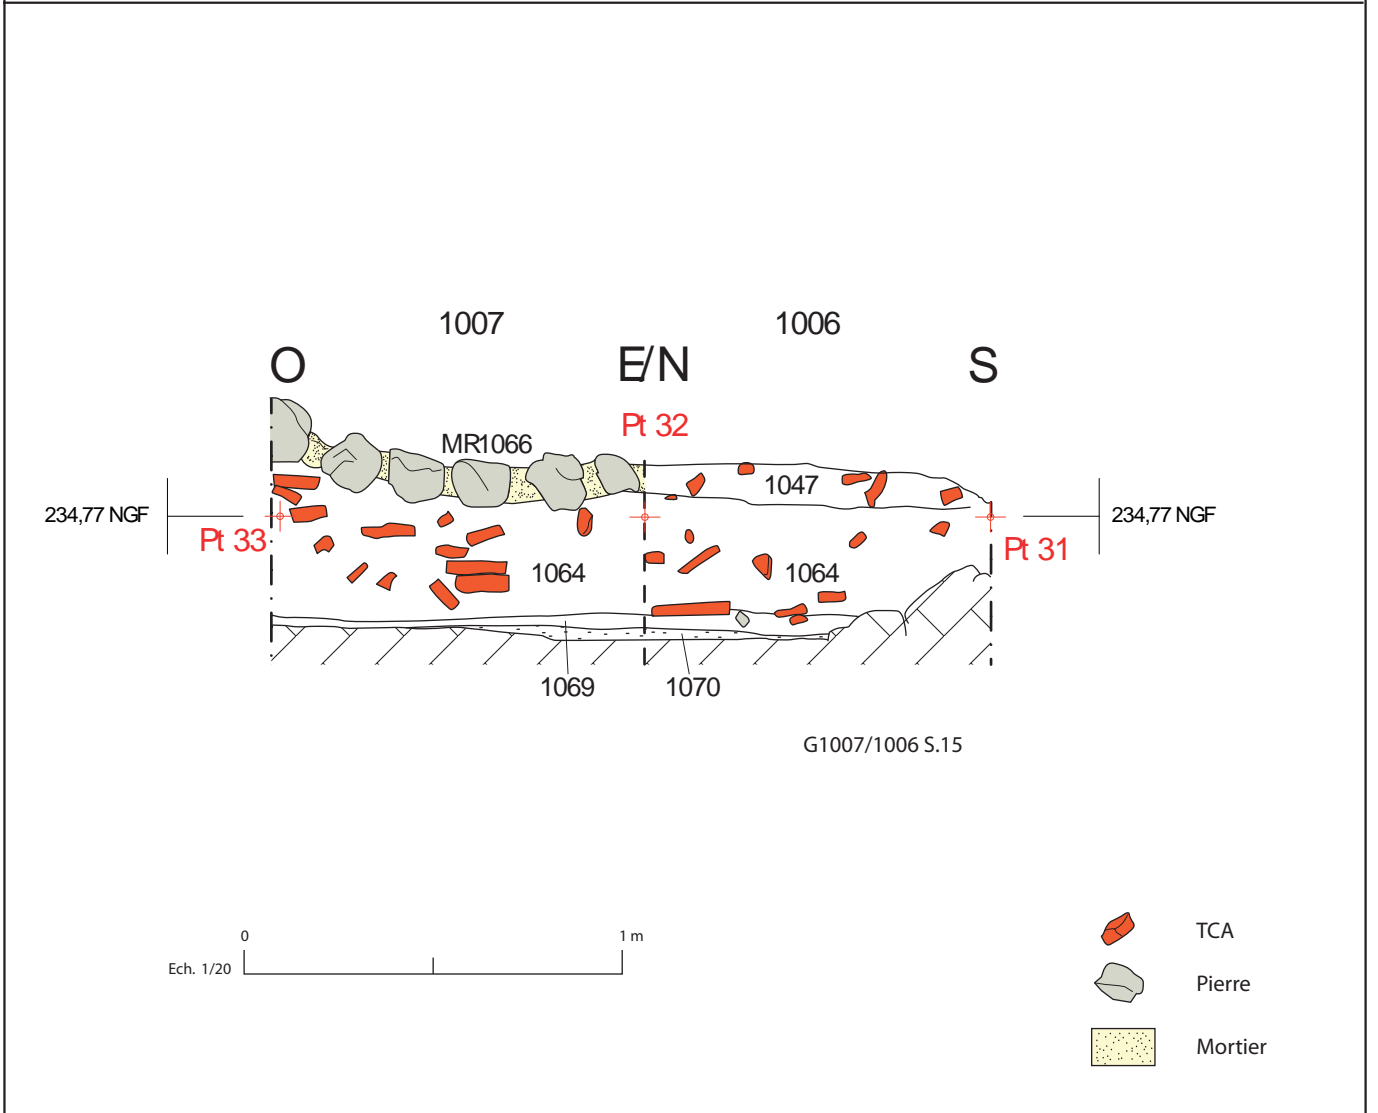 1007 1006
O E/N S
Pt 32
MR1066
1047
234,77 NGF 234,77 NGF
Pt 33 Pt 31
1064 1064
1069 1070
G1007/1006 S.15
0 1 m
Ech. 1/20
TCA
Pierre
Mortier